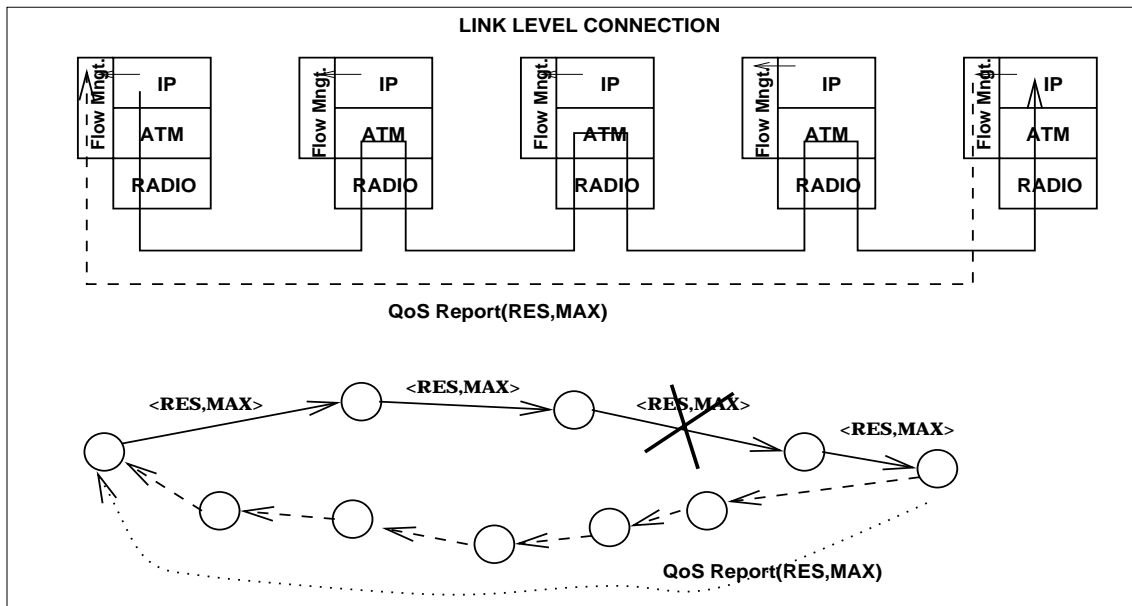 LINK LEVEL CONNECTION
Flow Mngt.
IP
ATM
RADIO
Flow Mngt.
IP
ATM
RADIO
Flow Mngt.
IP
ATM
RADIO
Flow Mngt.
IP
ATM
RADIO
Flow Mngt.
IP
ATM
RADIO
QoS Report(RES,MAX)
<RES,MAX>
<RES,MAX>
<RES,MAX>
<RES,MAX>
QoS Report(RES,MAX)